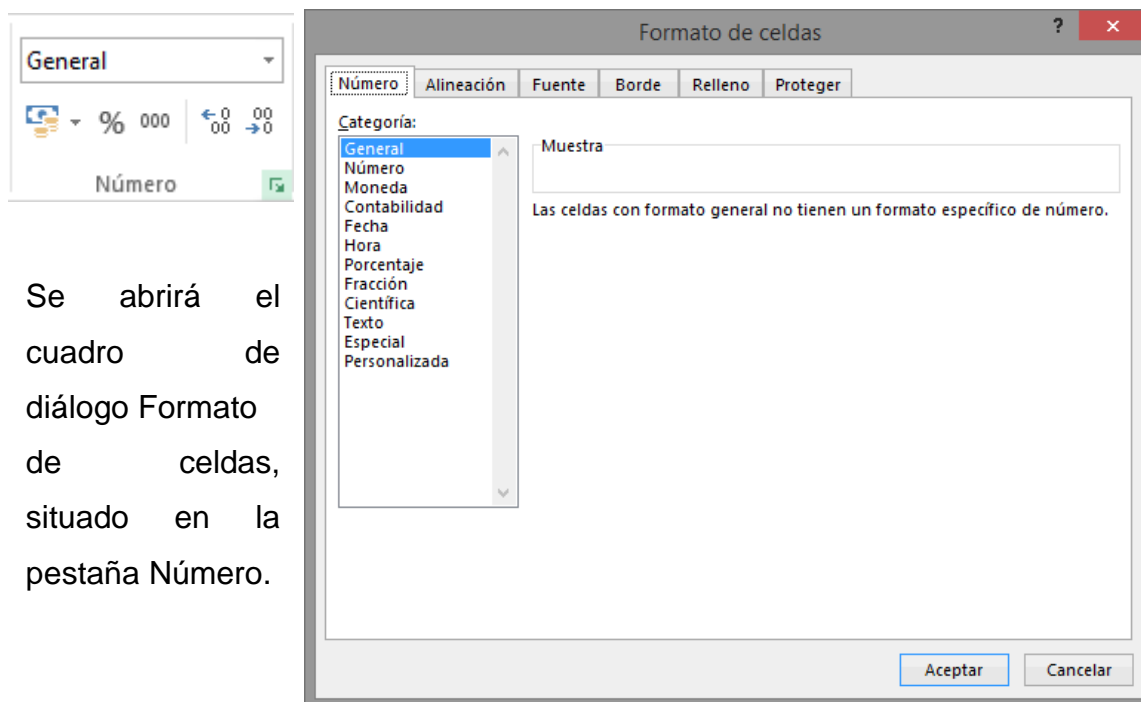 General
% 000
←0 00
00 →0
Número
Se abrirá el
cuadro de
diálogo Formato
de celdas,
situado en la
pestaña Número.
Formato de celdas
?
×
Número Alineación Fuente Borde Relleno Proteger
Categoría:
General
Número
Moneda
Contabilidad
Fecha
Hora
Porcentaje
Fracción
Científica
Texto
Especial
Personalizada
Muestra
Las celdas con formato general no tienen un formato específico de número.
Aceptar Cancelar